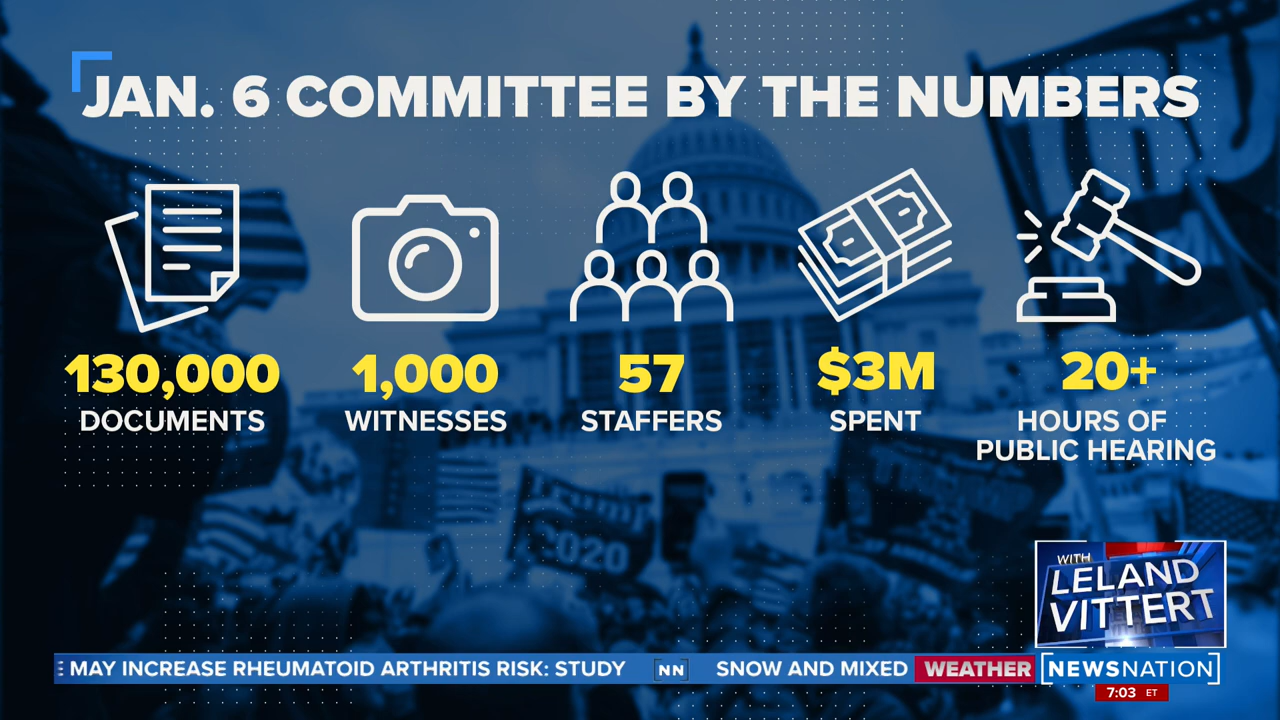 JAN. 6 COMMITTEE BY THE NUMBERS
130,000
DOCUMENTS
1,000
WITNESSES
57
STAFFERS
$3M
SPENT
20+
HOURS OF
PUBLIC HEARING
Trump
2020
WITH
LELAND
VITTERT
MAY INCREASE RHEUMATOID ARTHRITIS RISK: STUDY NN SNOW AND MIXED WEATHER NEWSNATION
7:03 ET